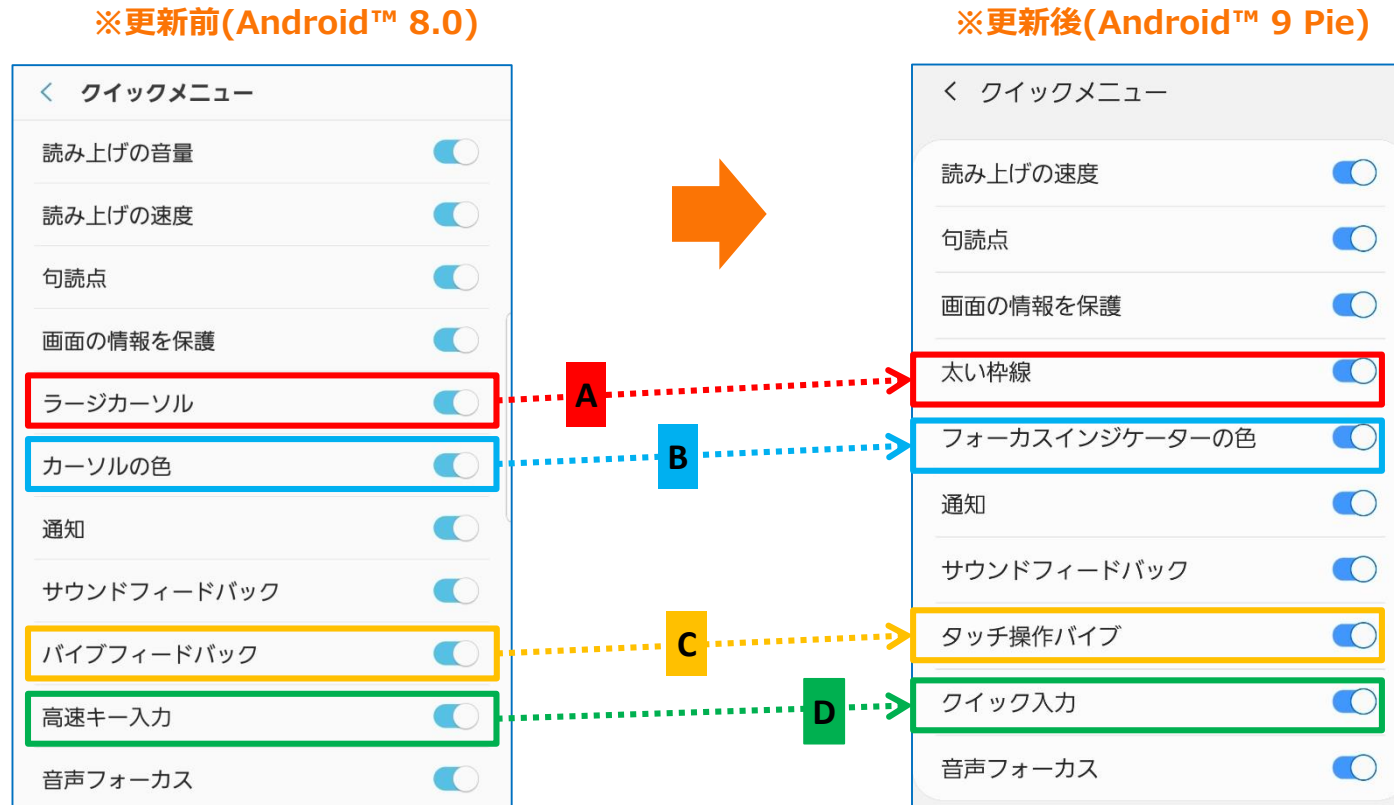 ※更新前(Android™ 8.0)
クイックメニュー
読み上げの音量
読み上げの速度
句読点
画面の情報を保護
ラージカーソル
カーソルの色
通知
サウンドフィードバック
バイブフィードバック
高速キー入力
音声フォーカス
A
B
C
D
※更新後(Android™ 9 Pie)
クイックメニュー
読み上げの速度
句読点
画面の情報を保護
太い枠線
フォーカスインジケーターの色
通知
サウンドフィードバック
タッチ操作バイブ
クイック入力
音声フォーカス